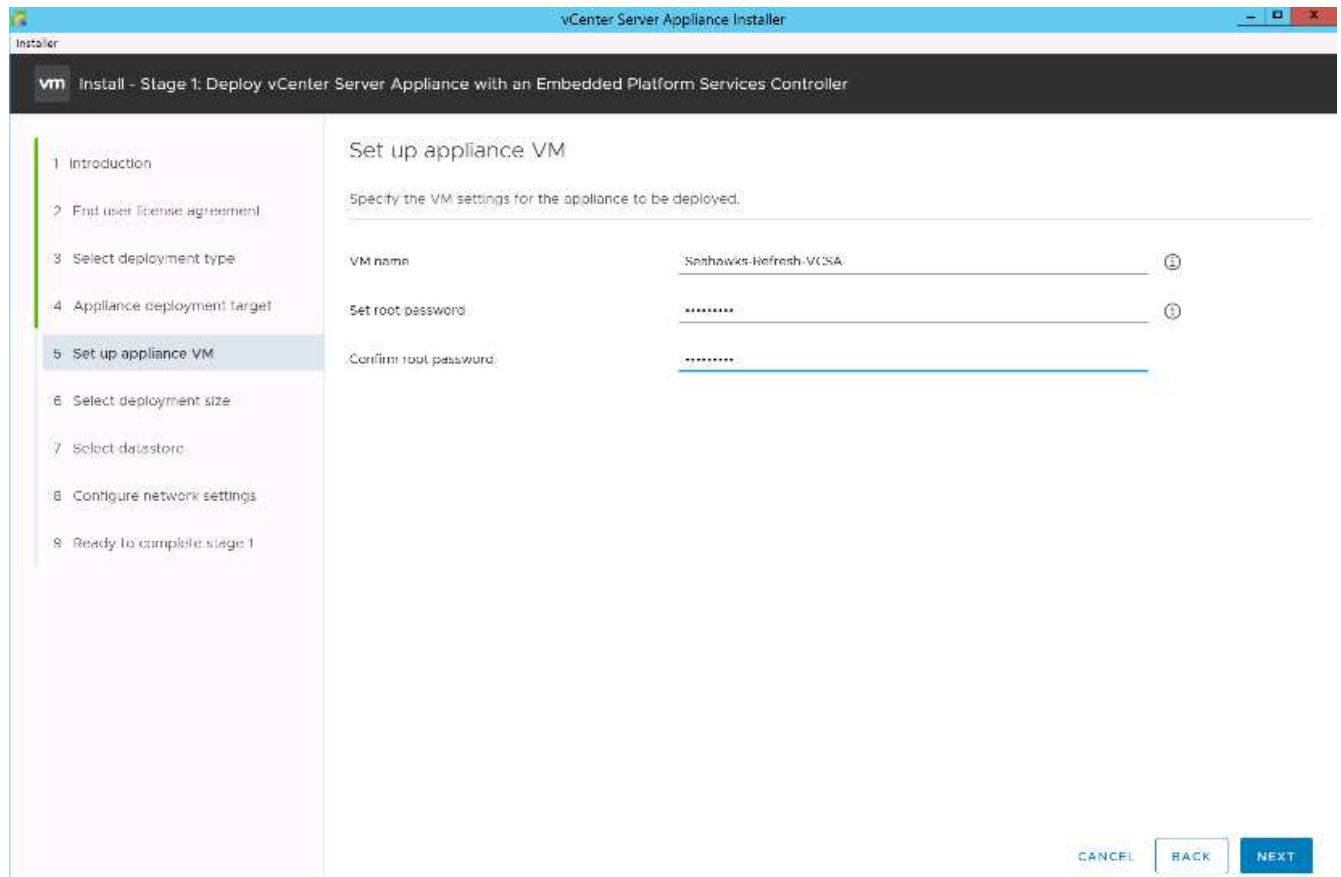 vCenter Server Appliance Installer
Installer
vm Install - Stage 1: Deploy vCenter Server Appliance with an Embedded Platform Services Controller
1 Introduction
2 End user license agreement
3 Select deployment type
4 Appliance deployment target
5 Set up appliance VM
6 Select deployment size
7 Select datastore
8 Configure network settings
9 Ready to complete stage 1
Set up appliance VM
Specify the VM settings for the appliance to be deployed.
VM name
Seahawks-Refresh-VCSA
Set root password
•••••••••
Confirm root password
•••••••••
CANCEL
BACK
NEXT